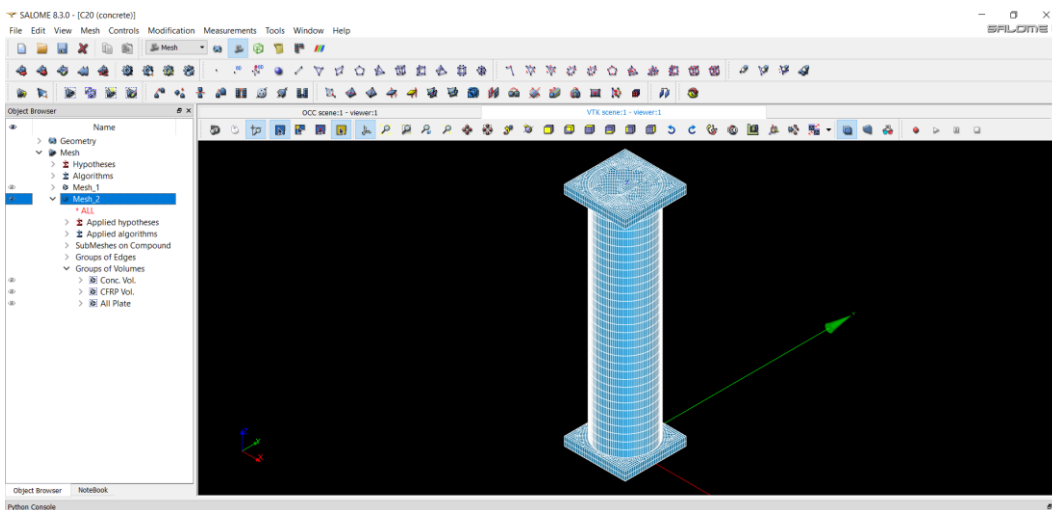 SALOME 8.3.0 - [C20 (concrete)]
File Edit View Mesh Controls Modification Measurements Tools Window Help
SALOME
Mesh
Object Browser
OCC scene:1 - viewer:1
VTK scene:1 - viewer:1
Name
Geometry
Mesh
Hypotheses
Algorithms
Mesh_1
Mesh_2
* ALL
Applied hypotheses
Applied algorithms
SubMeshes on Compound
Groups of Edges
Groups of Volumes
Conc. Vol.
CFRP Vol.
All Plate
Object Browser
NoteBook
Python Console